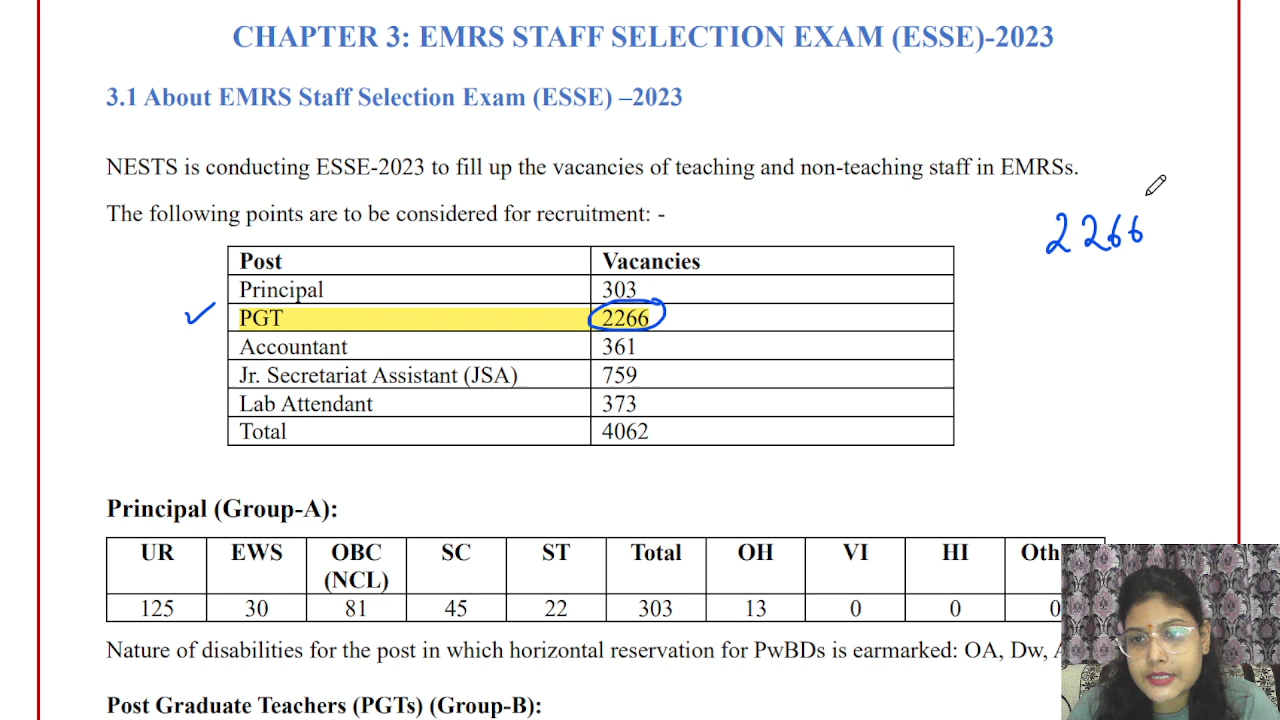 CHAPTER 3: EMRS STAFF SELECTION EXAM (ESSE)-2023
3.1 About EMRS Staff Selection Exam (ESSE) –2023
NESTS is conducting ESSE-2023 to fill up the vacancies of teaching and non-teaching staff in EMRSs.
The following points are to be considered for recruitment: -
2266
Post Vacancies
Principal 303
PGT 2266
Accountant 361
Jr. Secretariat Assistant (JSA) 759
Lab Attendant 373
Total 4062
Principal (Group-A):
UR EWS OBC (NCL) SC ST Total OH VI HI Oth
125 30 81 45 22 303 13 0 0 0
Nature of disabilities for the post in which horizontal reservation for PwBDs is earmarked: OA, Dw,
Post Graduate Teachers (PGTs) (Group-B):